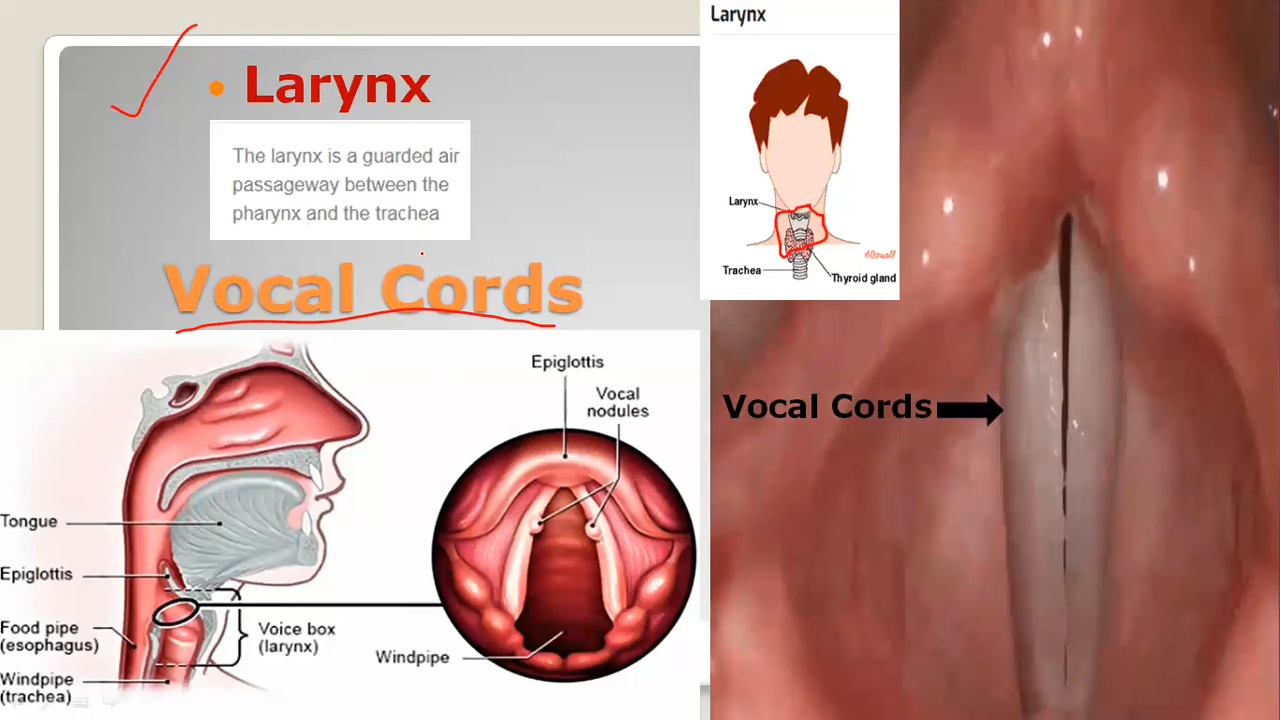 Larynx
The larynx is a guarded air
passageway between the
pharynx and the trachea
Vocal Cords
Larynx
Larynx
Trachea
Thyroid gland
Vocal Cords
Epiglottis
Vocal
nodules
Windpipe
Tongue
Epiglottis
Food pipe
(esophagus)
Windpipe
(trachea)
Voice box
(larynx)